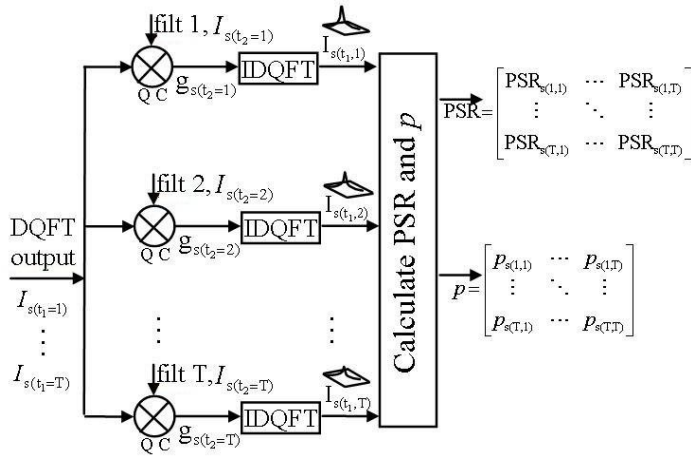 filt 1, I_s(t₂=1)
I_s(t₁,1)
IDQFT
Q C
g_s(t₂=1)
filt 2, I_s(t₂=2)
I_s(t₁,2)
IDQFT
Q C
g_s(t₂=2)
DQFT
output
I_s(t₁=1)
⋮
I_s(t₁=T)
⋮ ⋮ ⋮
filt T, I_s(t₂=T)
I_s(t₁,T)
IDQFT
Q C
g_s(t₂=T)
Calculate PSR and p
PSR = [ PSR_s(1,1) ⋯ PSR_s(1,T)
⋮ ⋱ ⋮
PSR_s(T,1) ⋯ PSR_s(T,T) ]
p = [ p_s(1,1) ⋯ p_s(1,T)
⋮ ⋱ ⋮
p_s(T,1) ⋯ p_s(T,T) ]